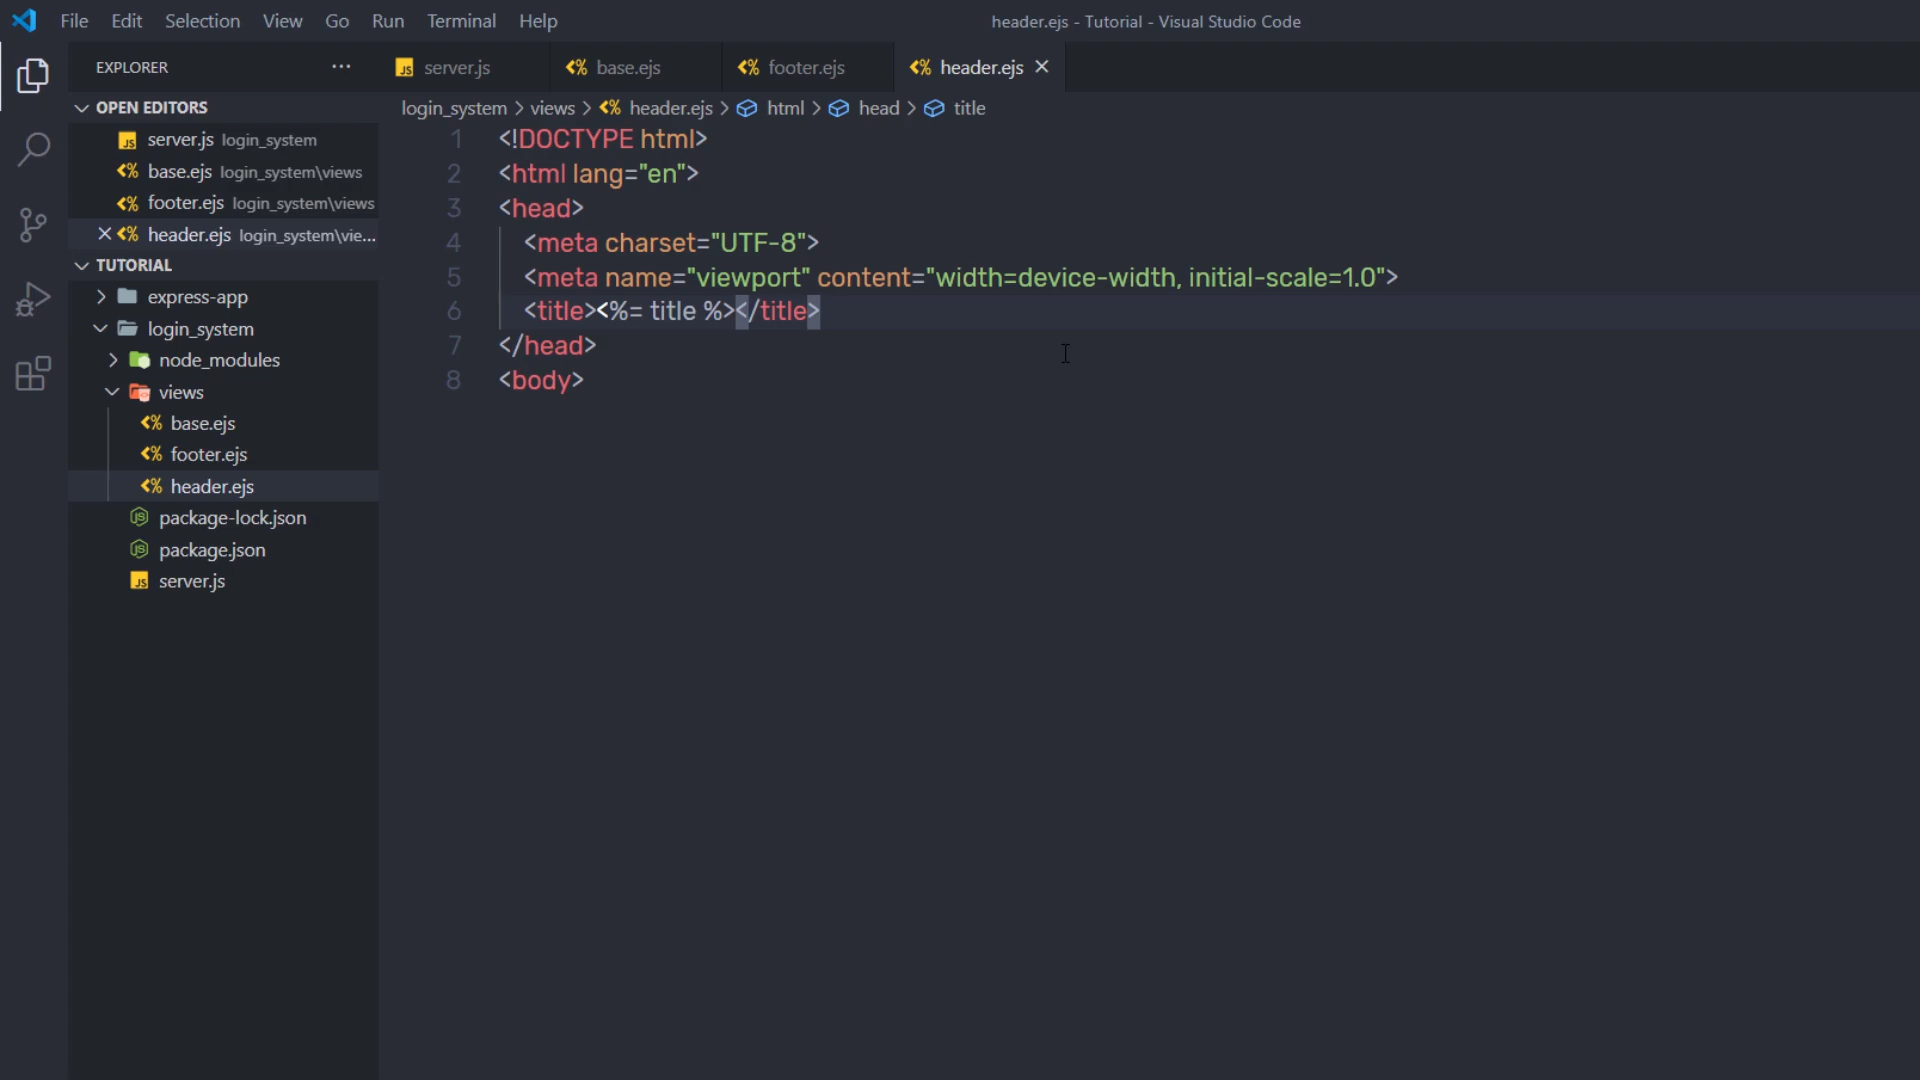 File Edit Selection View Go Run Terminal Help
header.ejs - Tutorial - Visual Studio Code
EXPLORER ···
server.js
base.ejs
footer.ejs
header.ejs
OPEN EDITORS
server.js login_system
base.ejs login_system\views
footer.ejs login_system\views
header.ejs login_system\vie...
TUTORIAL
express-app
login_system
node_modules
views
base.ejs
footer.ejs
header.ejs
package-lock.json
package.json
server.js
login_system > views > header.ejs > html > head > title
1 <!DOCTYPE html>
2 <html lang="en">
3 <head>
4 <meta charset="UTF-8">
5 <meta name="viewport" content="width=device-width, initial-scale=1.0">
6 <title><%= title %></title>
7 </head>
8 <body>